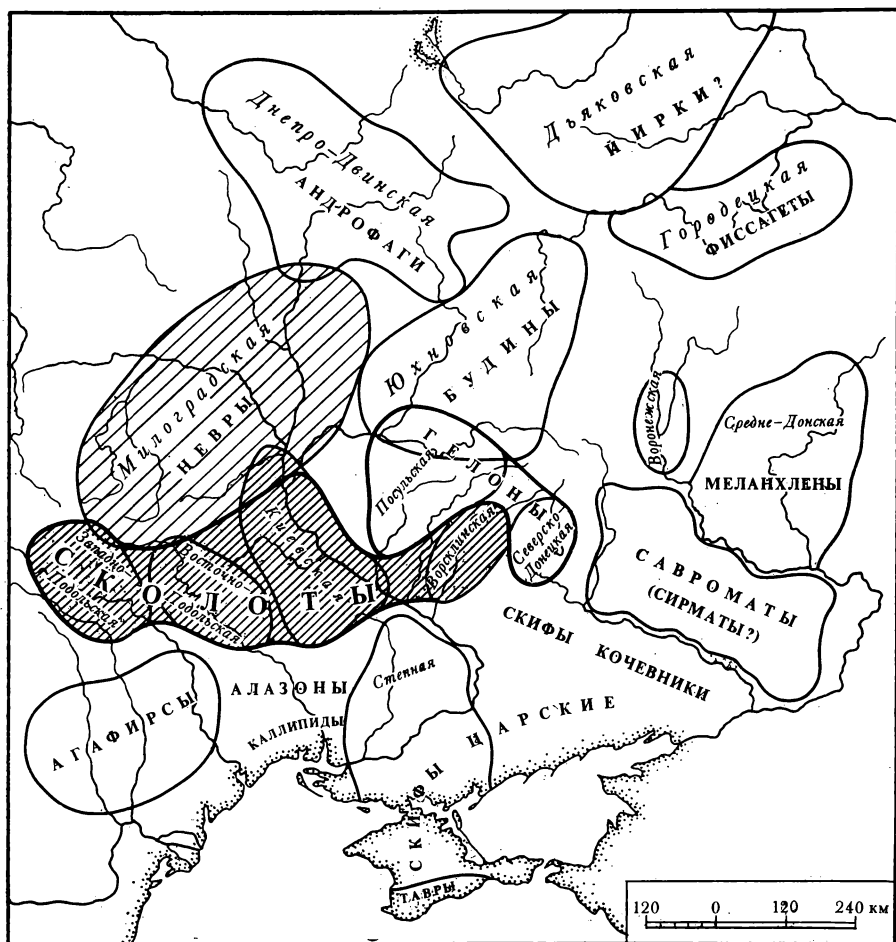 Днепро-Двинская
АНДРОФАГИ
Дьяковская
ЙИРКИ?
Городецкая
ФИССАГЕТЫ
Милоградская
НЕВРЫ
Юхновская
БУДИНЫ
Воронежская
Средне-Донская
МЕЛАНХЛЕНЫ
Посульская
ГЕЛОНЫ
Северско-
Донецкая
Ворсклинская
Киевская
Восточно-
Подольская
Западно-
Подольская
СКОЛОТЫ
САВРОМАТЫ
(СИРМАТЫ?)
СКИФЫ КОЧЕВНИКИ
Степная
АЛАЗОНЫ
КАЛЛИПИДЫ
АГАФИРСЫ
СКИФЫ ЦАРСКИЕ
ТАВРЫ
120 0 120 240 км